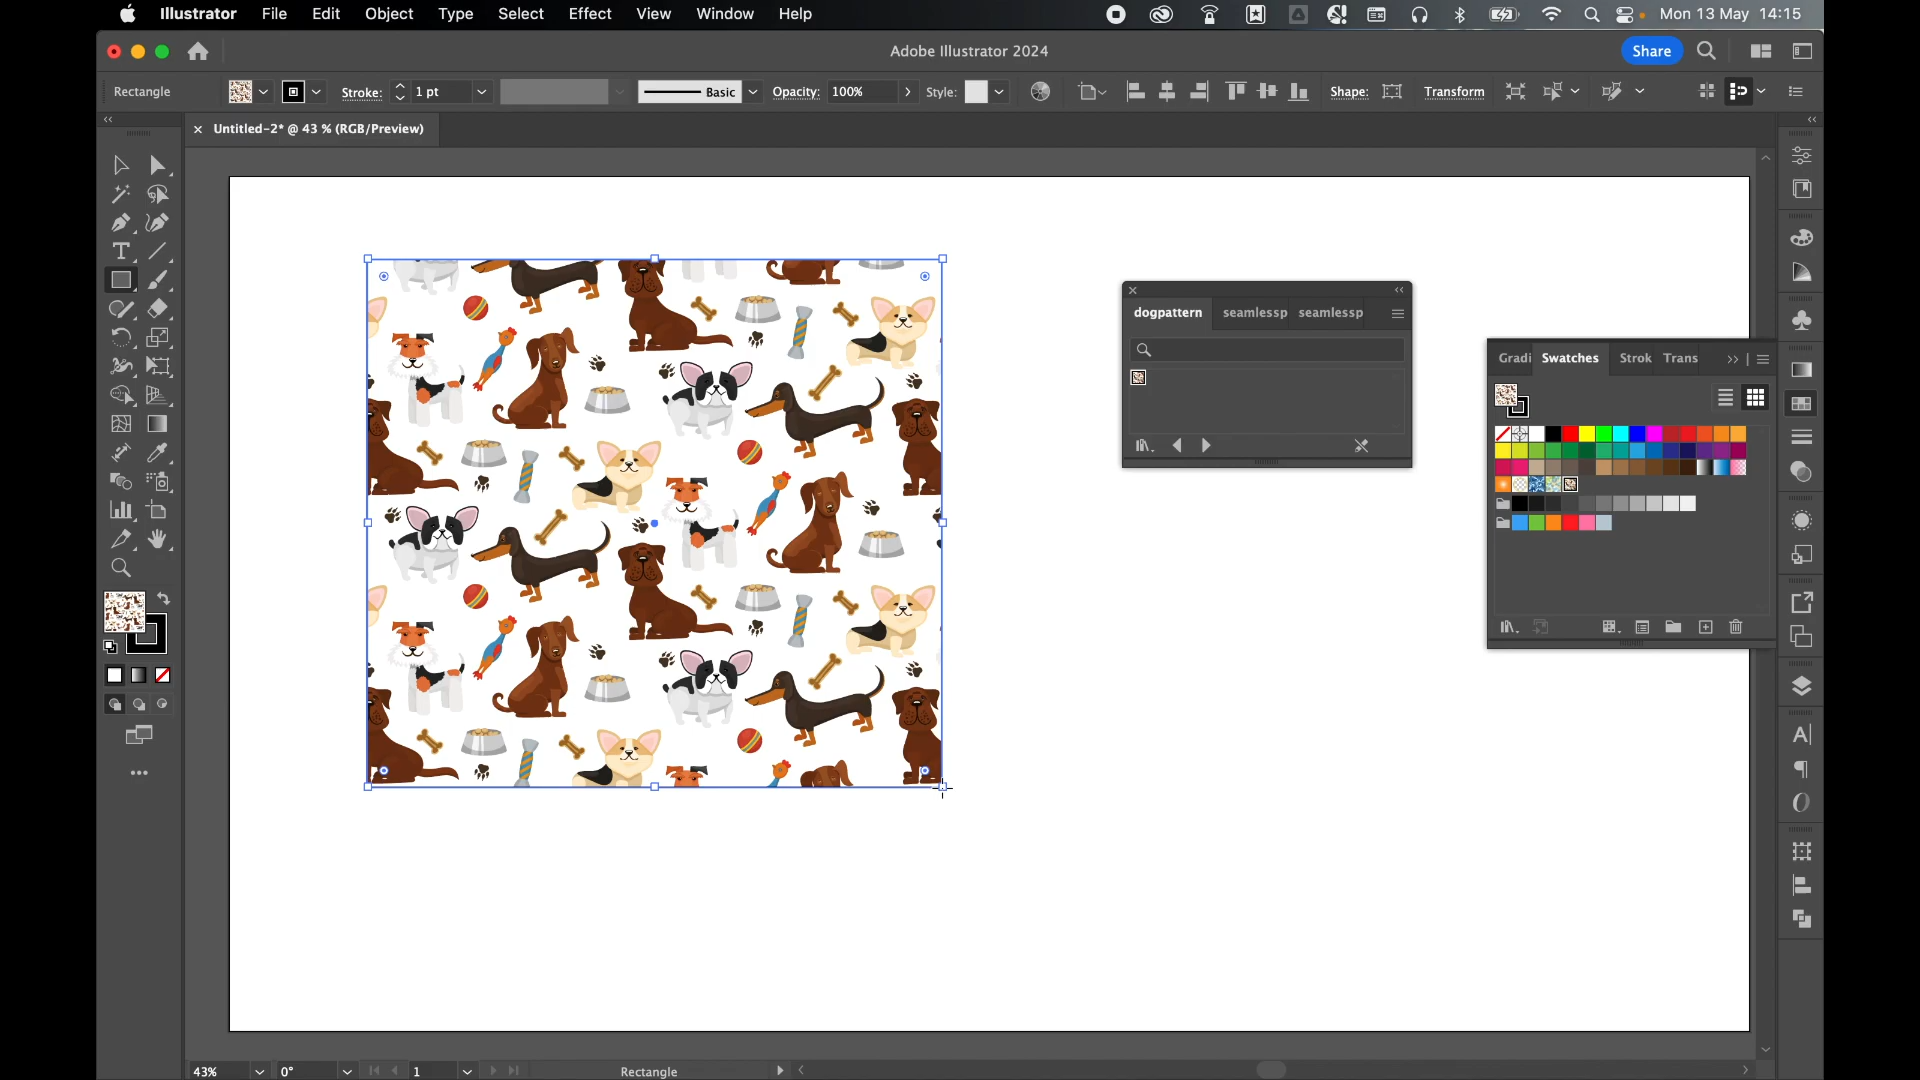 Illustrator File Edit Object Type Select Effect View Window Help Mon 13 May 14:15
Adobe Illustrator 2024 Share
Rectangle Stroke: 1 pt Basic Opacity: 100% Style: Shape: Transform
Untitled-2* @ 43 % (RGB/Preview)
dogpattern seamlessp seamlessp
Gradi Swatches Strok Trans
43% 0° 1 Rectangle